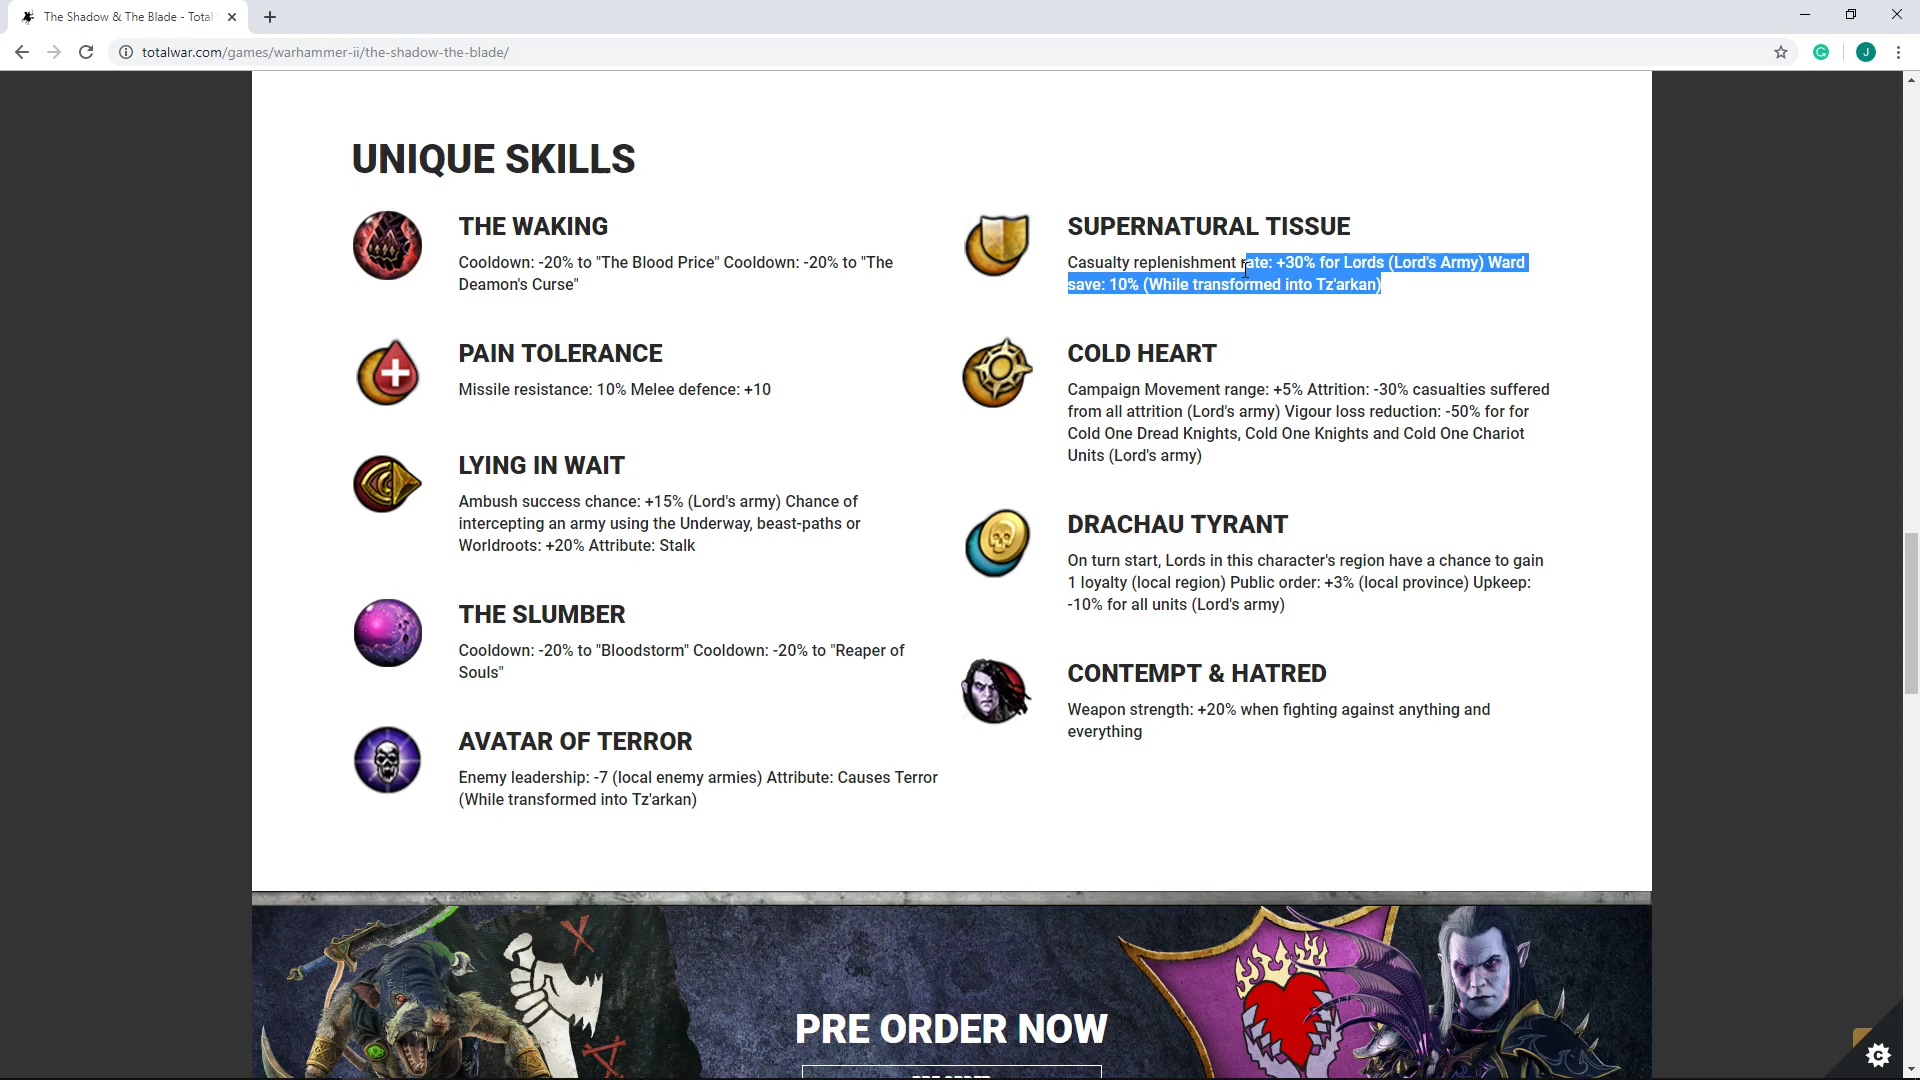 The Shadow & The Blade - Total
totalwar.com/games/warhammer-ii/the-shadow-the-blade/
J
UNIQUE SKILLS
THE WAKING
Cooldown: -20% to "The Blood Price" Cooldown: -20% to "The
Deamon's Curse"
PAIN TOLERANCE
Missile resistance: 10% Melee defence: +10
LYING IN WAIT
Ambush success chance: +15% (Lord's army) Chance of
intercepting an army using the Underway, beast-paths or
Worldroots: +20% Attribute: Stalk
THE SLUMBER
Cooldown: -20% to "Bloodstorm" Cooldown: -20% to "Reaper of
Souls"
AVATAR OF TERROR
Enemy leadership: -7 (local enemy armies) Attribute: Causes Terror
(While transformed into Tz'arkan)
SUPERNATURAL TISSUE
Casualty replenishment rate: +30% for Lords (Lord's Army) Ward
save: 10% (While transformed into Tz'arkan)
COLD HEART
Campaign Movement range: +5% Attrition: -30% casualties suffered
from all attrition (Lord's army) Vigour loss reduction: -50% for for
Cold One Dread Knights, Cold One Knights and Cold One Chariot
Units (Lord's army)
DRACHAU TYRANT
On turn start, Lords in this character's region have a chance to gain
1 loyalty (local region) Public order: +3% (local province) Upkeep:
-10% for all units (Lord's army)
CONTEMPT & HATRED
Weapon strength: +20% when fighting against anything and
everything
PRE ORDER NOW